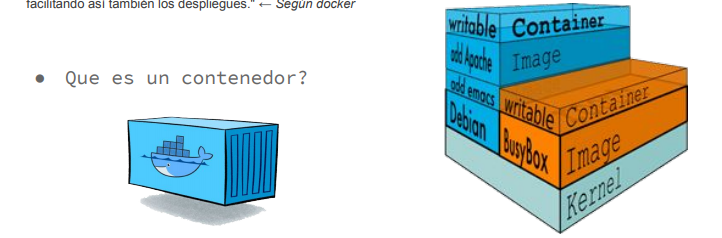 facilitando así también los despliegues." ← Según docker
● Que es un contenedor?
writable Container
add Apache Image
add emacs
Debian
writable Container
BusyBox Image
Kernel